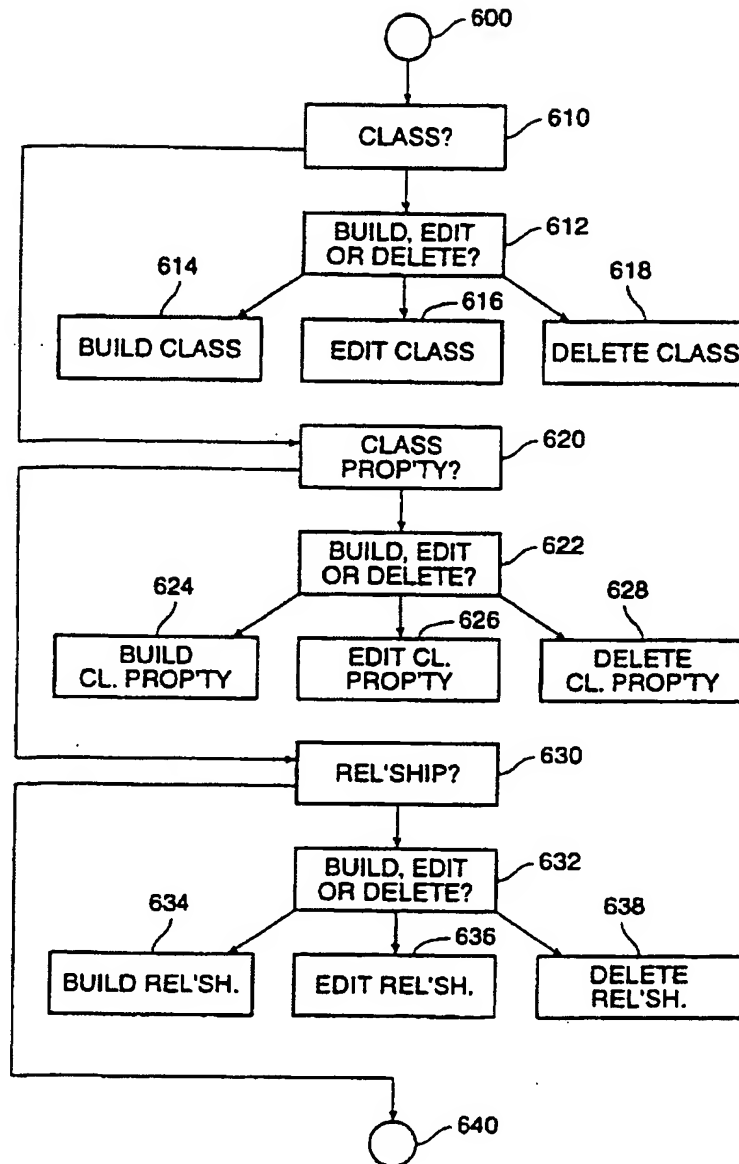 600
CLASS?
610
BUILD, EDIT
OR DELETE?
612
614
616
618
BUILD CLASS
EDIT CLASS
DELETE CLASS
CLASS
PROP'TY?
620
BUILD, EDIT
OR DELETE?
622
624
626
628
BUILD
CL. PROP'TY
EDIT CL.
PROP'TY
DELETE
CL. PROP'TY
REL'SHIP?
630
BUILD, EDIT
OR DELETE?
632
634
636
638
BUILD REL'SH.
EDIT REL'SH.
DELETE
REL'SH.
640